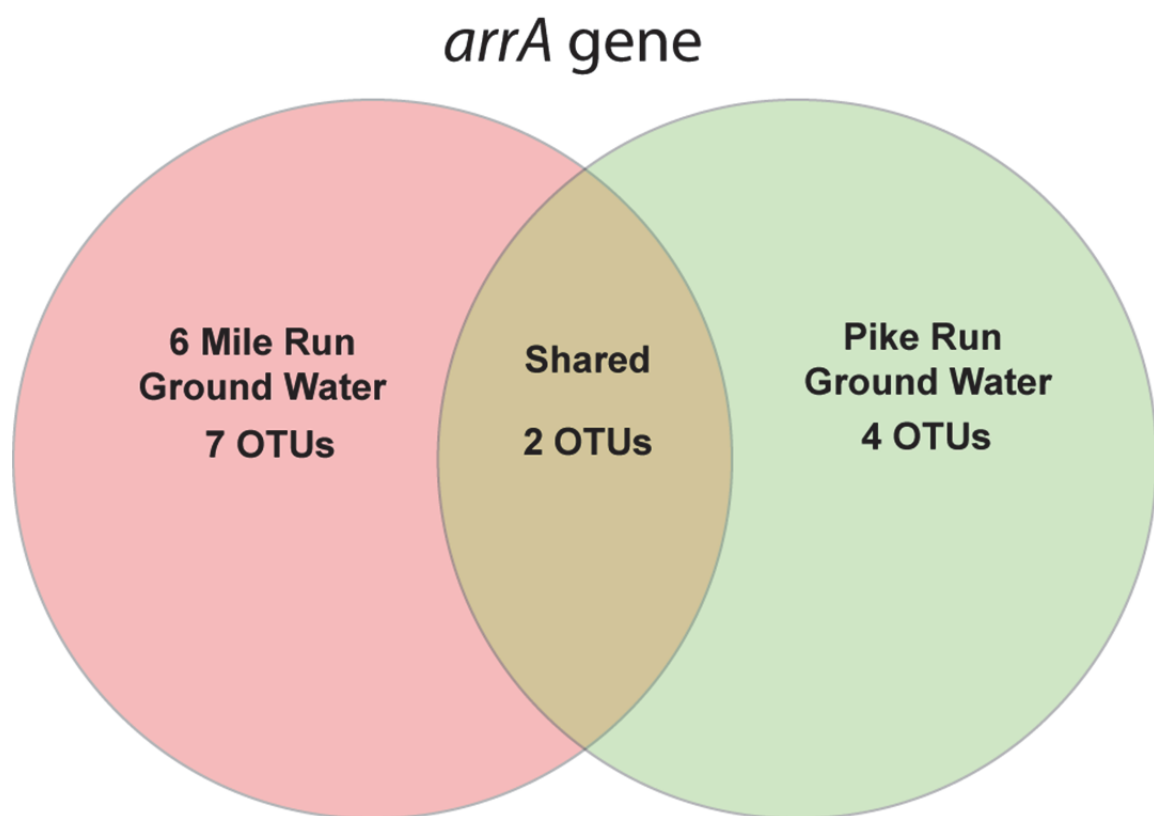 arrA gene
6 Mile Run
Ground Water
7 OTUs
Shared
2 OTUs
Pike Run
Ground Water
4 OTUs